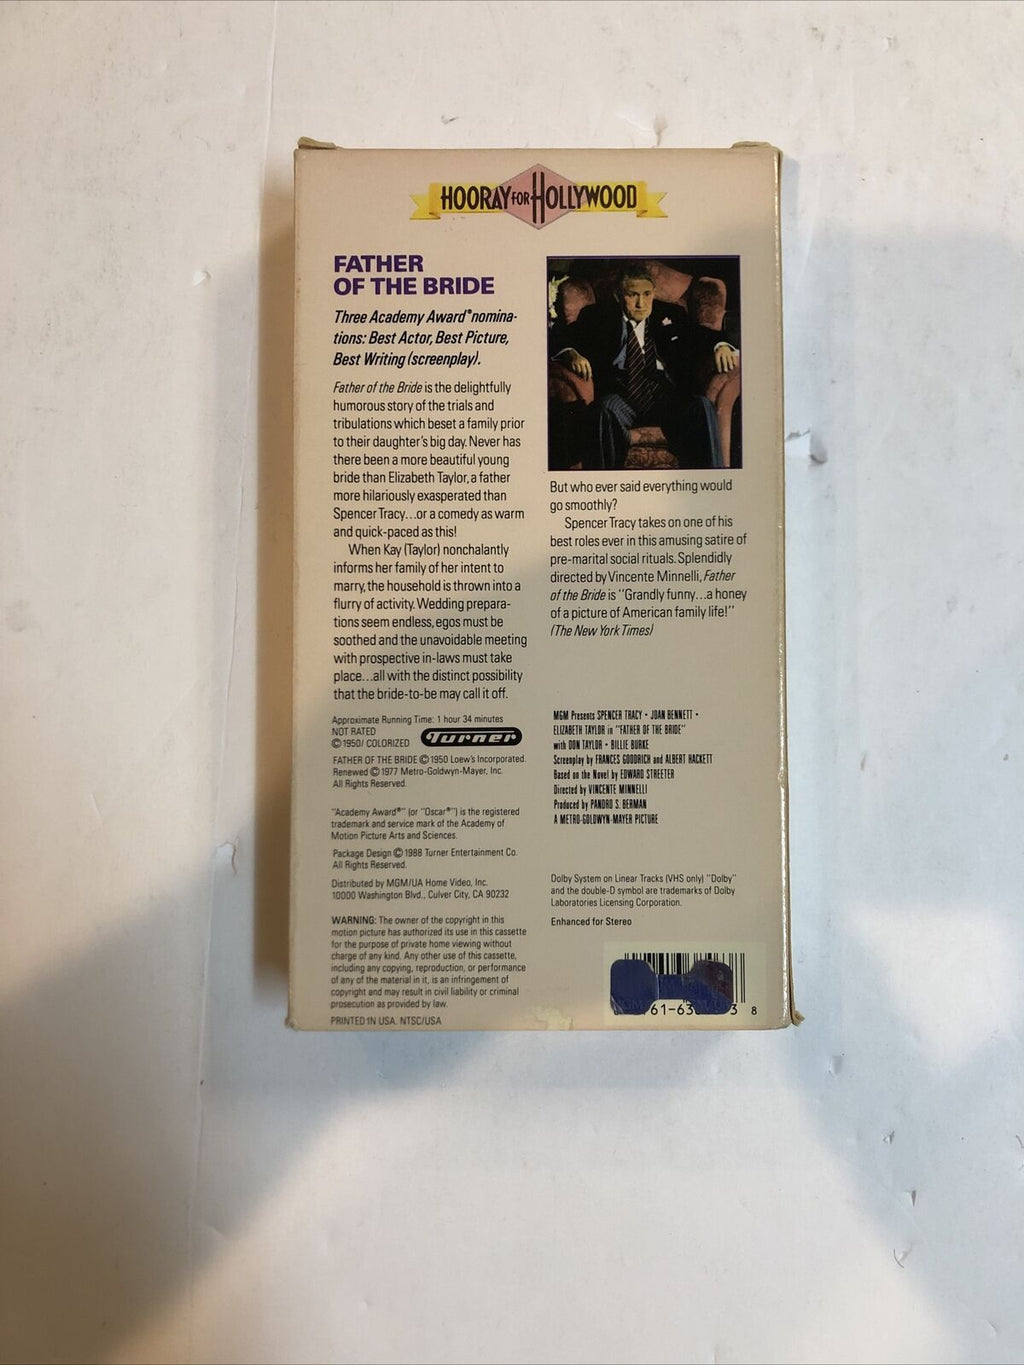 HOORAY FOR HOLLYWOOD
FATHER
OF THE BRIDE
Three Academy Award® nomina-
tions: Best Actor, Best Picture,
Best Writing (screenplay).
Father of the Bride is the delightfully
humorous story of the trials and
tribulations which beset a family prior
to their daughter's big day. Never has
there been a more beautiful young
bride than Elizabeth Taylor, a father
more hilariously exasperated than
Spencer Tracy...or a comedy as warm
and quick-paced as this!
When Kay (Taylor) nonchalantly
informs her family of her intent to
marry, the household is thrown into a
flurry of activity. Wedding prepara-
tions seem endless, egos must be
soothed and the unavoidable meeting
with prospective in-laws must take
place...all with the distinct possibility
that the bride-to-be may call it off.
But who ever said everything would
go smoothly?
Spencer Tracy takes on one of his
best roles ever in this amusing satire of
pre-marital social rituals. Splendidly
directed by Vincente Minnelli, Father
of the Bride is "Grandly funny...a honey
of a picture of American family life!"
(The New York Times)
Approximate Running Time: 1 hour 34 minutes
NOT RATED
© 1950/ COLORIZED
Turner
FATHER OF THE BRIDE © 1950 Loew's Incorporated.
Renewed © 1977 Metro-Goldwyn-Mayer, Inc.
All Rights Reserved.
"Academy Award®" (or "Oscar®") is the registered
trademark and service mark of the Academy of
Motion Picture Arts and Sciences.
Package Design © 1988 Turner Entertainment Co.
All Rights Reserved.
Distributed by MGM/UA Home Video, Inc.
10000 Washington Blvd., Culver City, CA 90232
WARNING: The owner of the copyright in this
motion picture has authorized its use in this cassette
for the purpose of private home viewing without
charge of any kind. Any other use of this cassette,
including any copying, reproduction, or performance
of any of the material in it, is an infringement of
copyright and may result in civil liability or criminal
prosecution as provided by law.
PRINTED IN USA. NTSC/USA
MGM Presents SPENCER TRACY • JOAN BENNETT •
ELIZABETH TAYLOR in "FATHER OF THE BRIDE"
with DON TAYLOR • BILLIE BURKE
Screenplay by FRANCES GOODRICH and ALBERT HACKETT
Based on the Novel by EDWARD STREETER
Directed by VINCENTE MINNELLI
Produced by PANDRO S. BERMAN
A METRO-GOLDWYN-MAYER PICTURE
Dolby System on Linear Tracks (VHS only) "Dolby"
and the double-D symbol are trademarks of Dolby
Laboratories Licensing Corporation.
Enhanced for Stereo
61-63 3 8